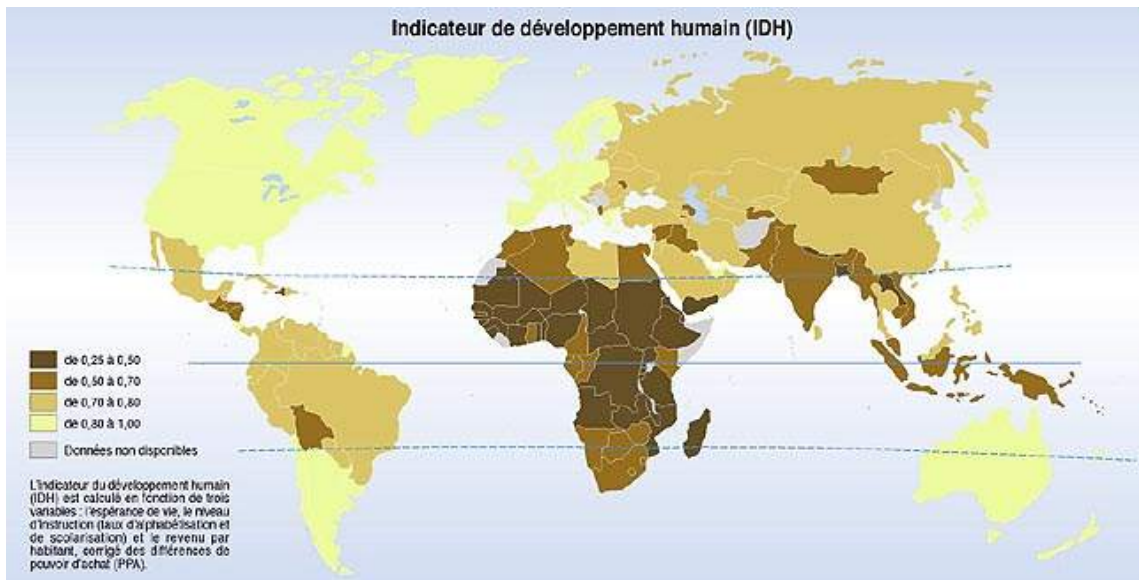 Indicateur de développement humain (IDH)
de 0,25 à 0,50
de 0,50 à 0,70
de 0,70 à 0,80
de 0,80 à 1,00
Données non disponibles
L'indicateur du développement humain
(IDH) est calculé en fonction de trois
variables : l'espérance de vie, le niveau
d'instruction (taux d'alphabétisation et
de scolarisation) et le revenu par
habitant, corrigé des différences de
pouvoir d'achat (PPA).